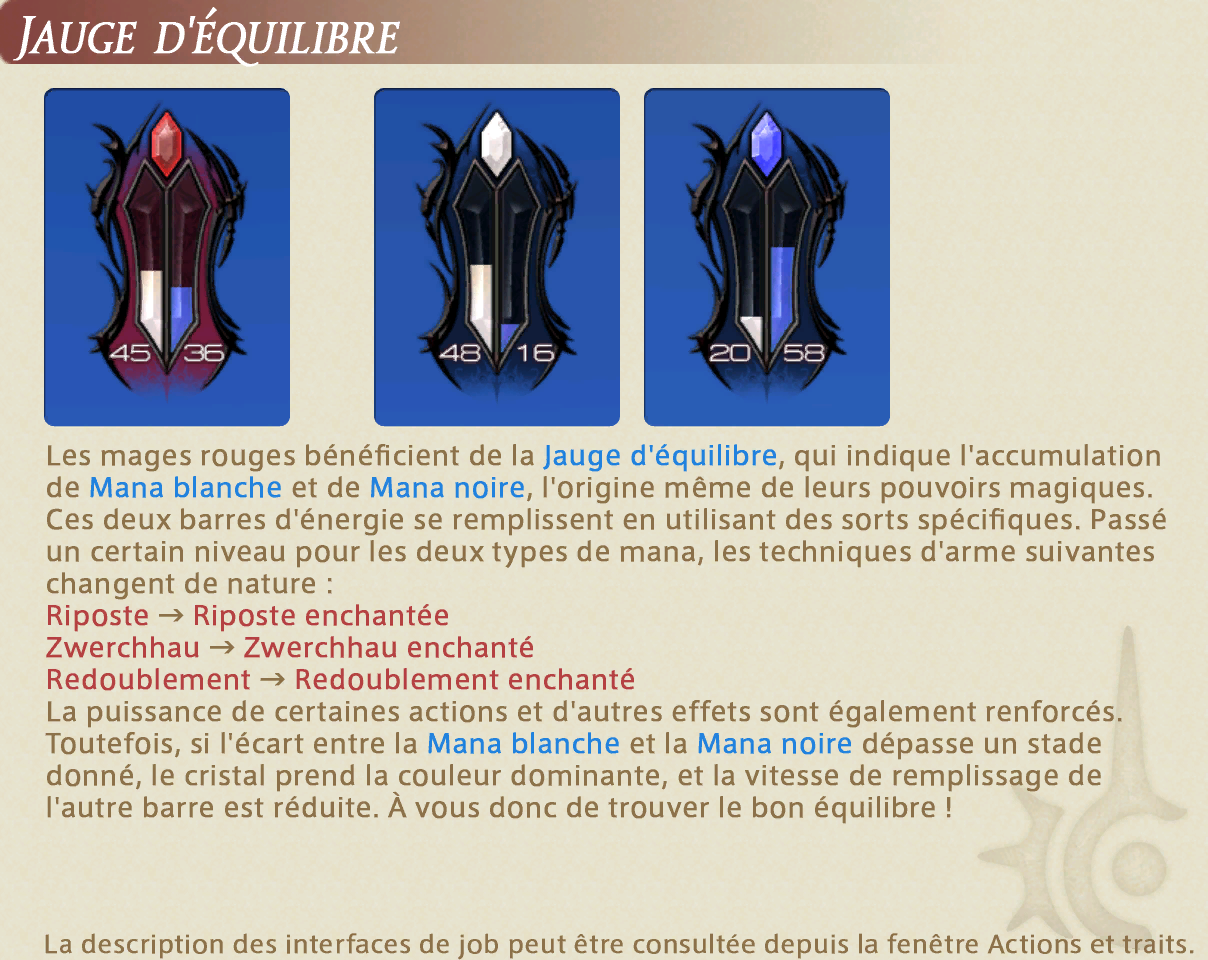 JAUGE D'ÉQUILIBRE
45 36
48 16
20 58
Les mages rouges bénéficient de la Jauge d'équilibre, qui indique l'accumulation
de Mana blanche et de Mana noire, l'origine même de leurs pouvoirs magiques.
Ces deux barres d'énergie se remplissent en utilisant des sorts spécifiques. Passé
un certain niveau pour les deux types de mana, les techniques d'arme suivantes
changent de nature :
Riposte → Riposte enchantée
Zwerchhau → Zwerchhau enchanté
Redoublement → Redoublement enchanté
La puissance de certaines actions et d'autres effets sont également renforcés.
Toutefois, si l'écart entre la Mana blanche et la Mana noire dépasse un stade
donné, le cristal prend la couleur dominante, et la vitesse de remplissage de
l'autre barre est réduite. À vous donc de trouver le bon équilibre !
La description des interfaces de job peut être consultée depuis la fenêtre Actions et traits.